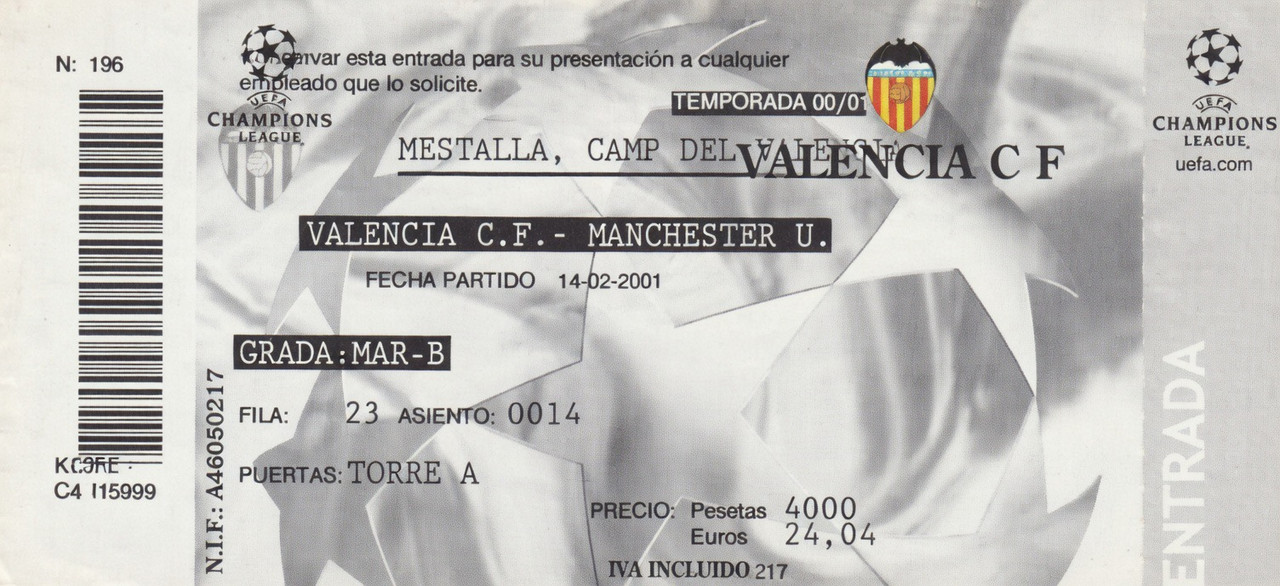 N: 196
esta entrada para su presentación a cualquier
empleado que lo solicite.
UEFA
CHAMPIONS
LEAGUE
TEMPORADA 00/01
MESTALLA, CAMP DEL
VALENCIA C F
VALENCIA C.F.- MANCHESTER U.
FECHA PARTIDO 14-02-2001
GRADA:MAR-B
FILA: 23 ASIENTO: 0014
PUERTAS: TORRE A
PRECIO: Pesetas 4000
Euros 24,04
IVA INCLUIDO 217
N.I.F.: A46050217
C4 I15999
UEFA
CHAMPIONS
LEAGUE
uefa.com
ENTRADA